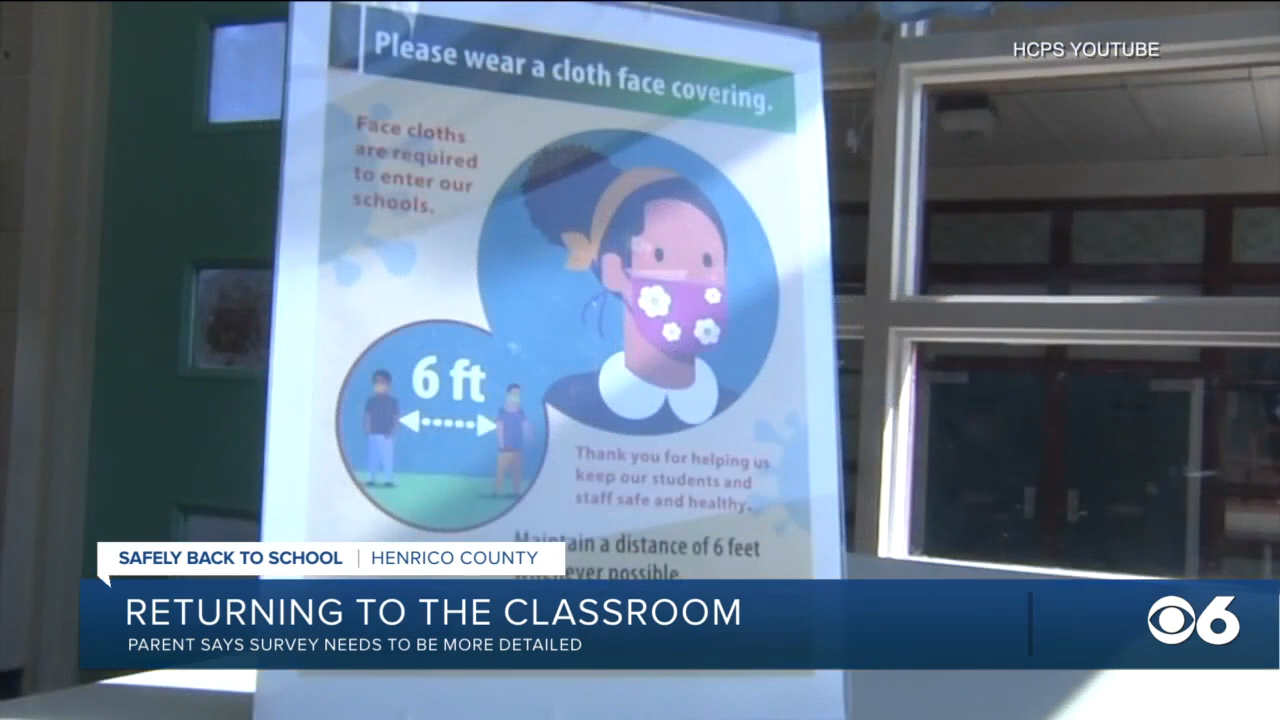 HCPS YOUTUBE
Please wear a cloth face covering.
Face cloths
are required
to enter our
schools.
6 ft
Thank you for helping us
keep our students and
staff safe and healthy.
Maintain a distance of 6 feet
whenever possible.
SAFELY BACK TO SCHOOL | HENRICO COUNTY
RETURNING TO THE CLASSROOM
PARENT SAYS SURVEY NEEDS TO BE MORE DETAILED
6